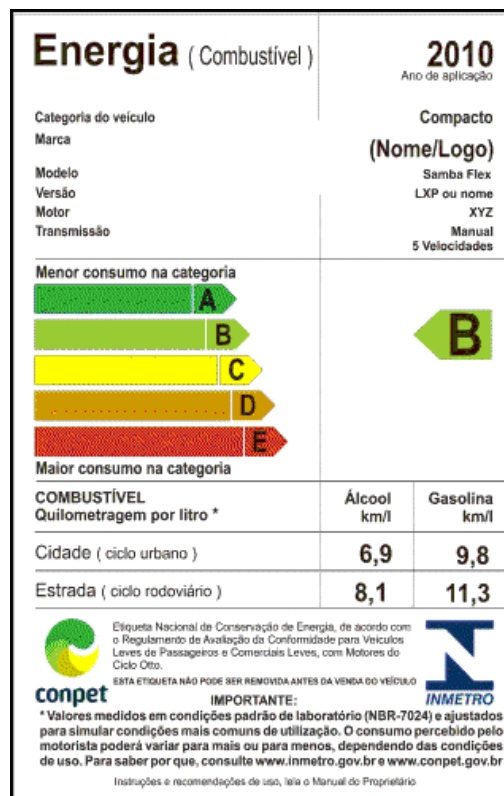 Energia ( Combustível ) 2010
Ano de aplicação
Categoria do veículo Compacto
Marca (Nome/Logo)
Modelo Samba Flex
Versão LXP ou nome
Motor XYZ
Transmissão Manual
5 Velocidades
Menor consumo na categoria
A
B B
C
D
E
Maior consumo na categoria
COMBUSTÍVEL Álcool Gasolina
Quilometragem por litro * km/l km/l
Cidade ( ciclo urbano ) 6,9 9,8
Estrada ( ciclo rodoviário ) 8,1 11,3
Etiqueta Nacional de Conservação de Energia, de acordo com
o Regulamento de Avaliação da Conformidade para Veículos
Leves de Passageiros e Comerciais Leves, com Motores do
Ciclo Otto.
ESTA ETIQUETA NÃO PODE SER REMOVIDA ANTES DA VENDA DO VEÍCULO
conpet INMETRO
IMPORTANTE:
* Valores medidos em condições padrão de laboratório (NBR-7024) e ajustados
para simular condições mais comuns de utilização. O consumo percebido pelo
motorista poderá variar para mais ou para menos, dependendo das condições
de uso. Para saber por que, consulte www.inmetro.gov.br e www.conpet.gov.br
Instruções e recomendações de uso, leia o Manual do Proprietário